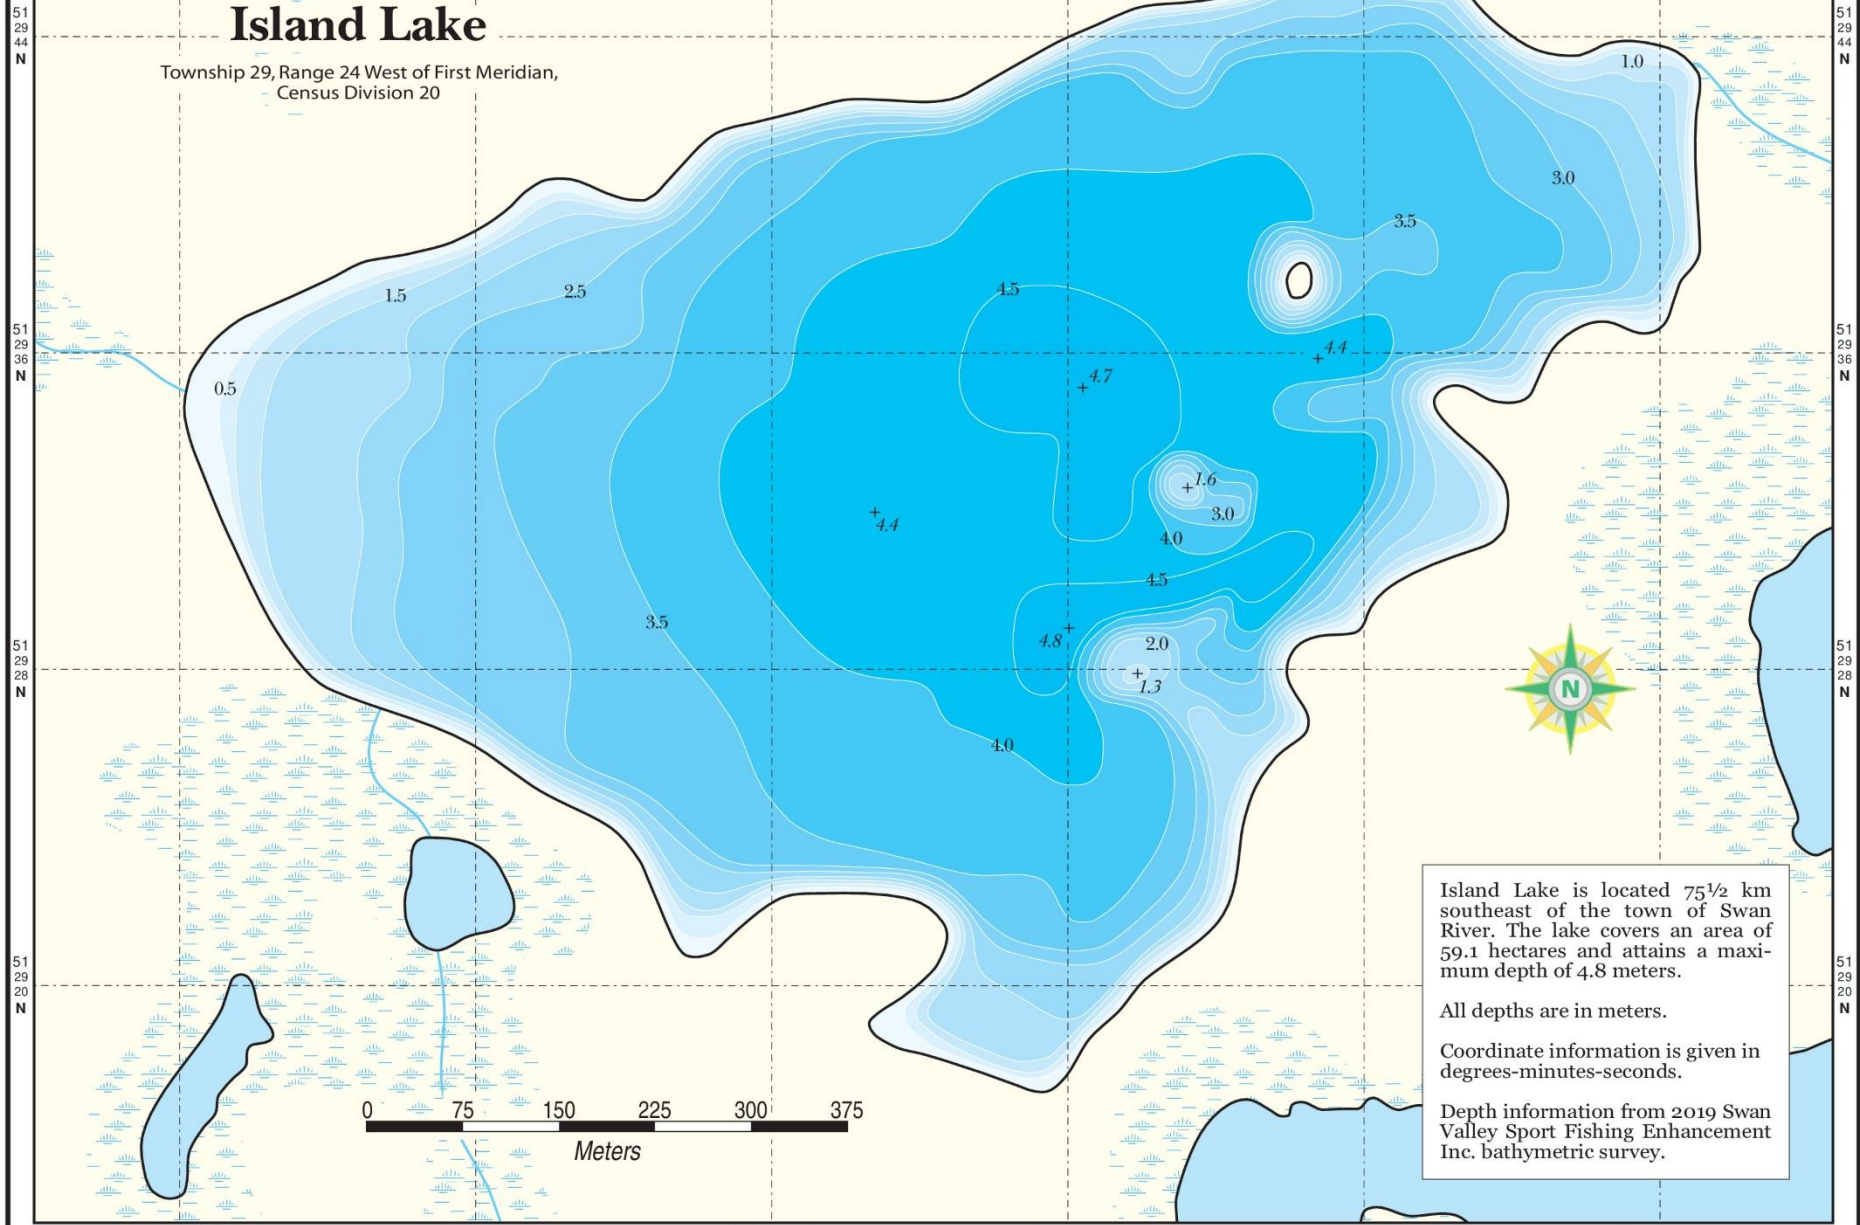 Island Lake
Township 29, Range 24 West of First Meridian,
Census Division 20
51
29
44
N
51
29
44
N
1.0
3.0
3.5
1.5
2.5
4.5
51
29
36
N
4.4
51
29
36
N
4.7
0.5
1.6
3.0
4.4
4.0
4.5
3.5
4.8
2.0
51
29
28
N
1.3
N
51
29
28
N
4.0
Island Lake is located 75½ km
southeast of the town of Swan
River. The lake covers an area of
59.1 hectares and attains a maxi-
mum depth of 4.8 meters.
All depths are in meters.
Coordinate information is given in
degrees-minutes-seconds.
Depth information from 2019 Swan
Valley Sport Fishing Enhancement
Inc. bathymetric survey.
51
29
20
N
51
29
20
N
0 75 150 225 300 375
Meters